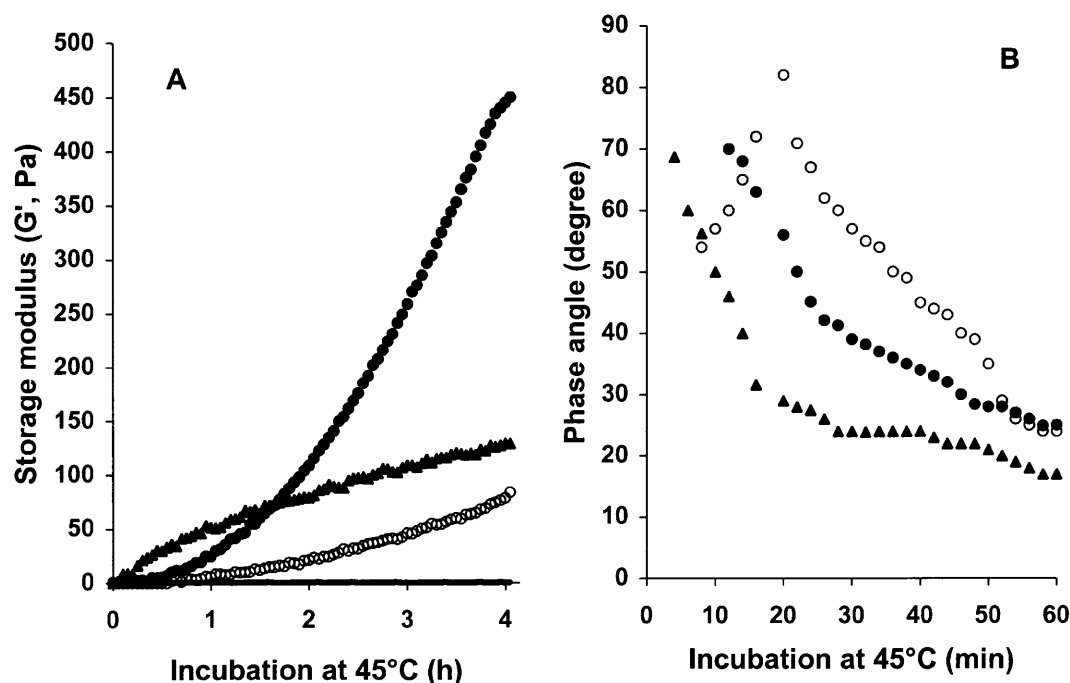 A
Storage modulus (G', Pa)
500
450
400
350
300
250
200
150
100
50
0
0 1 2 3 4
Incubation at 45°C (h)
B
Phase angle (degree)
90
80
70
60
50
40
30
20
10
0
0 10 20 30 40 50 60
Incubation at 45°C (min)